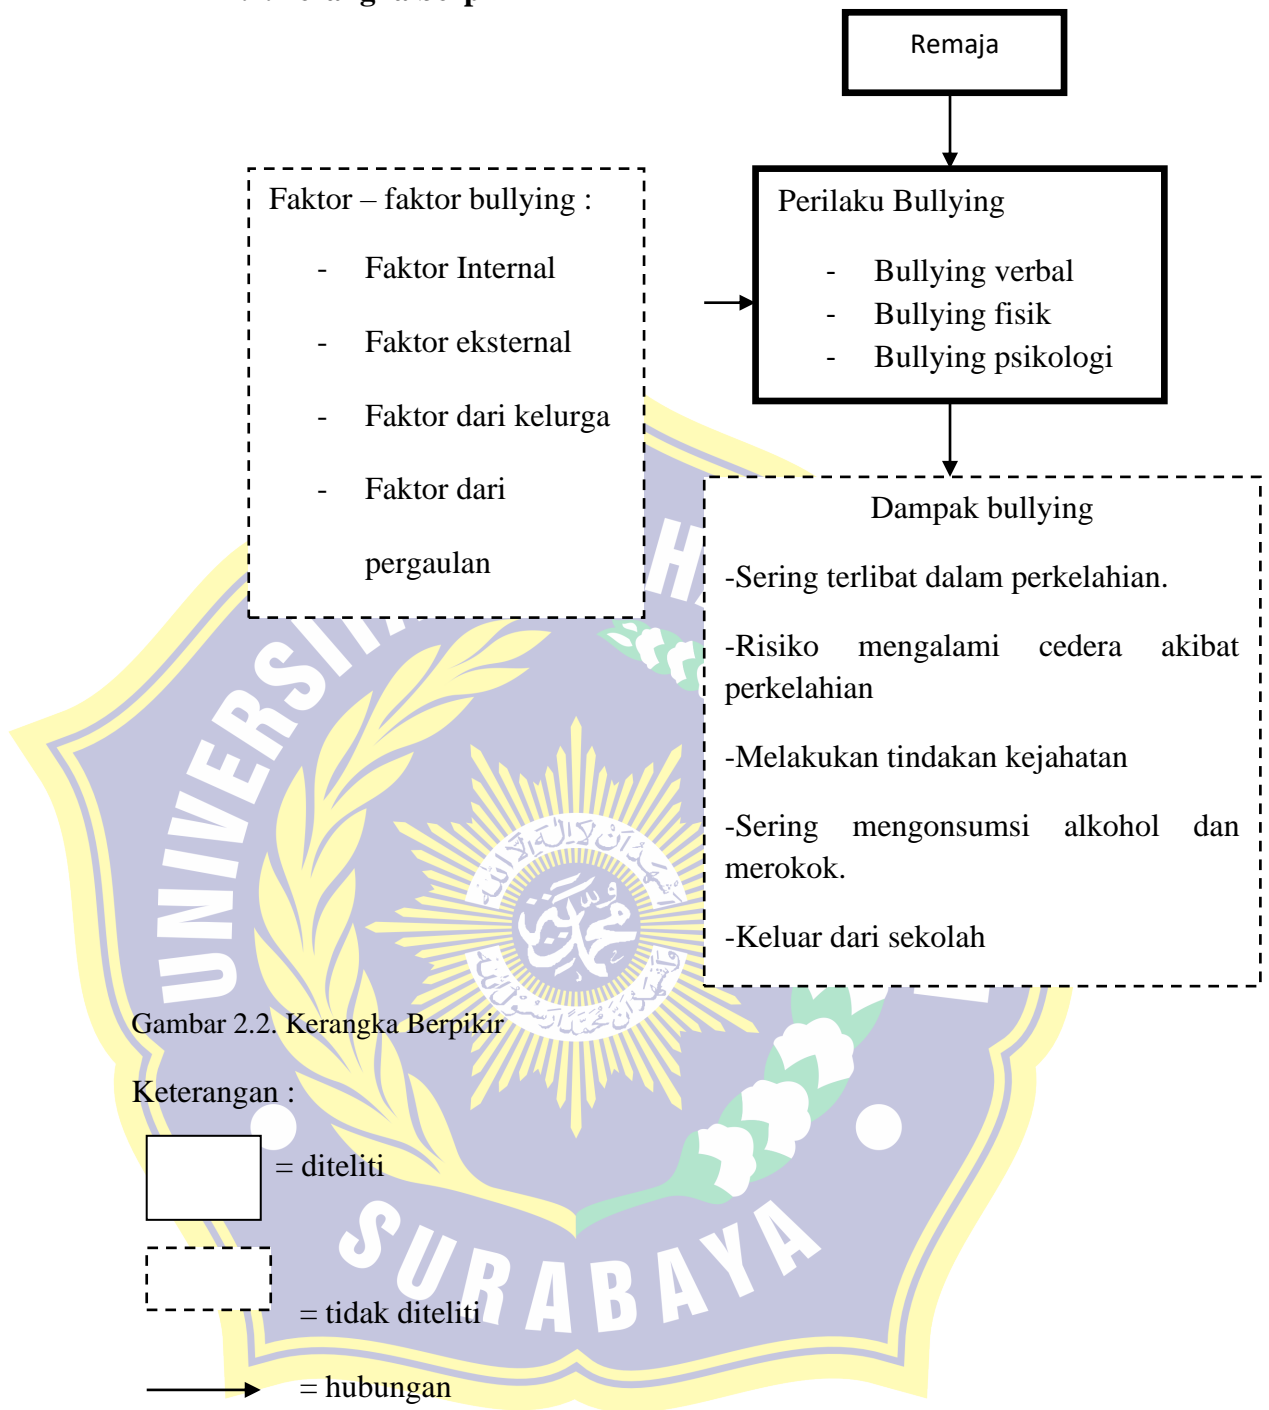 Remaja
Faktor – faktor bullying :
- Faktor Internal
- Faktor eksternal
- Faktor dari kelurga
- Faktor dari
pergaulan
Perilaku Bullying
- Bullying verbal
- Bullying fisik
- Bullying psikologi
Dampak bullying
-Sering terlibat dalam perkelahian.
-Risiko mengalami cedera akibat
perkelahian
-Melakukan tindakan kejahatan
-Sering mengonsumsi alkohol dan
merokok.
-Keluar dari sekolah
Gambar 2.2. Kerangka Berpikir
Keterangan :
= diteliti
= tidak diteliti
= hubungan
SURABAYA